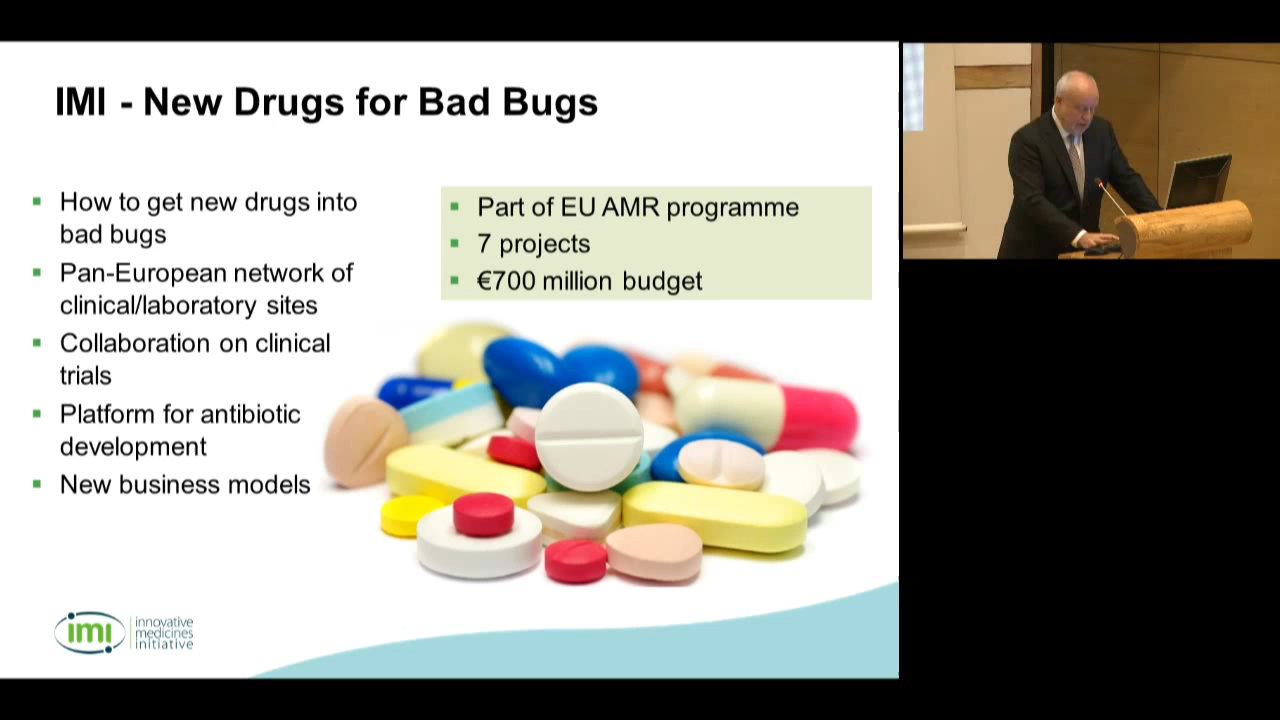 IMI - New Drugs for Bad Bugs
How to get new drugs into
bad bugs
Pan-European network of
clinical/laboratory sites
Collaboration on clinical
trials
Platform for antibiotic
development
New business models
Part of EU AMR programme
7 projects
€700 million budget
imi
innovative
medicines
initiative